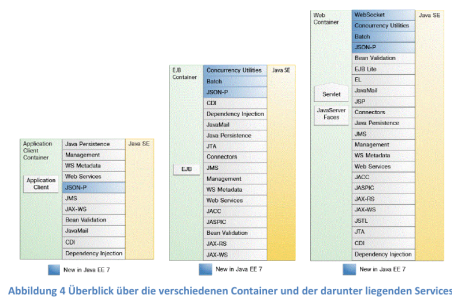 Application Client Container
Application Client
Java Persistence
Management
WS Metadata
Web Services
JSON-P
JMS
JAX-WS
Bean Validation
JavaMail
CDI
Dependency Injection
Java SE
New in Java EE 7
EJB Container
EJB
Concurrency Utilities
Batch
JSON-P
CDI
Dependency Injection
JavaMail
Java Persistence
JTA
Connectors
JMS
Management
WS Metadata
Web Services
JACC
JASPIC
Bean Validation
JAX-RS
JAX-WS
Java SE
New in Java EE 7
Web Container
Servlet
JavaServer Faces
WebSocket
Concurrency Utilities
Batch
JSON-P
Bean Validation
EJB Lite
EL
JavaMail
JSP
Connectors
Java Persistence
JMS
Management
WS Metadata
Web Services
JACC
JASPIC
JAX-RS
JAX-WS
JSTL
JTA
CDI
Dependency Injection
Java SE
New in Java EE 7
Abbildung 4 Überblick über die verschiedenen Container und der darunter liegenden Services